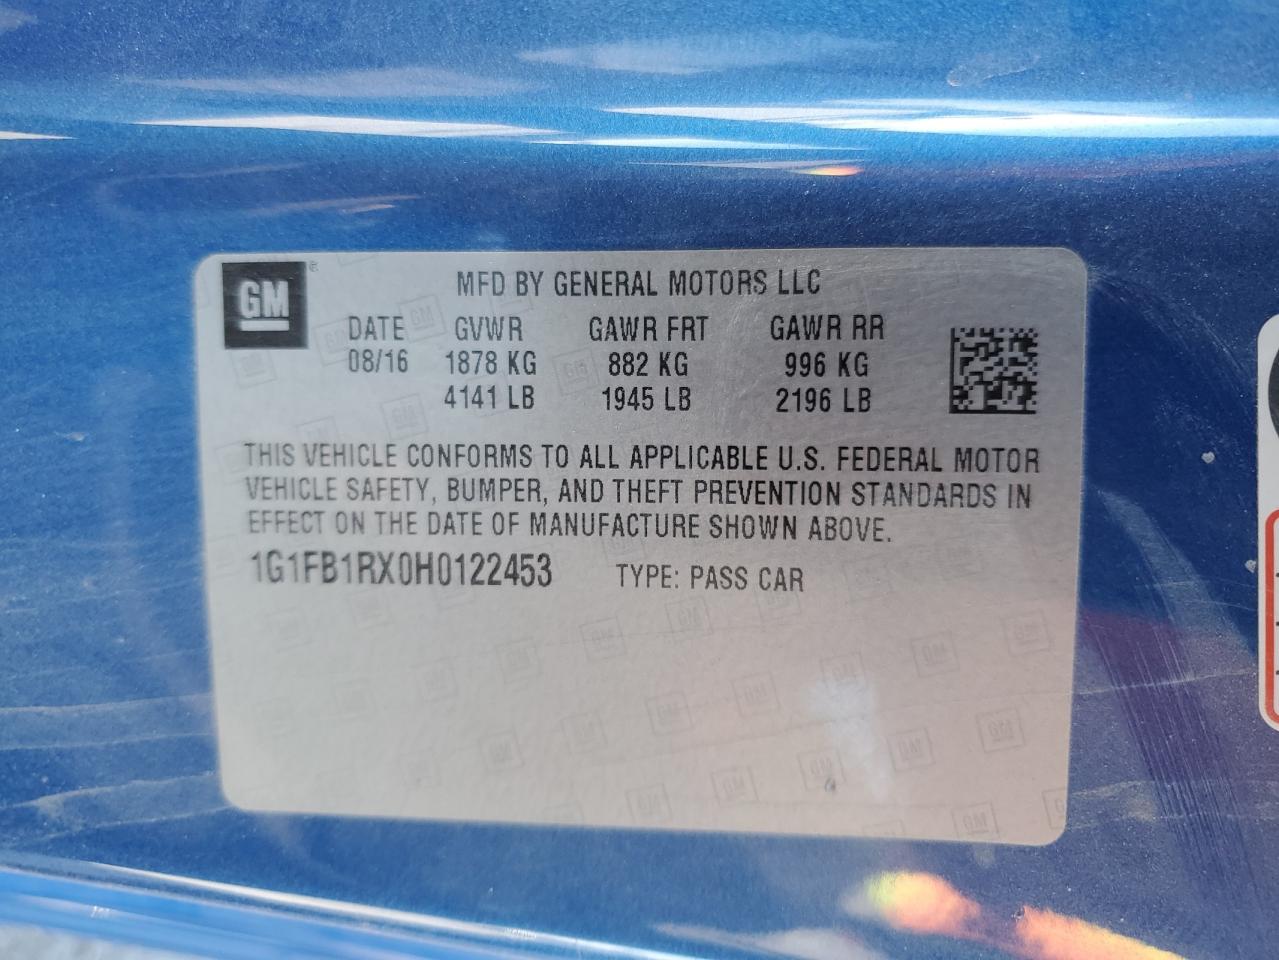 GM
MFD BY GENERAL MOTORS LLC
DATE GVWR GAWR FRT GAWR RR
08/16 1878 KG 882 KG 996 KG
4141 LB 1945 LB 2196 LB
THIS VEHICLE CONFORMS TO ALL APPLICABLE U.S. FEDERAL MOTOR
VEHICLE SAFETY, BUMPER, AND THEFT PREVENTION STANDARDS IN
EFFECT ON THE DATE OF MANUFACTURE SHOWN ABOVE.
1G1FB1RX0H0122453 TYPE: PASS CAR